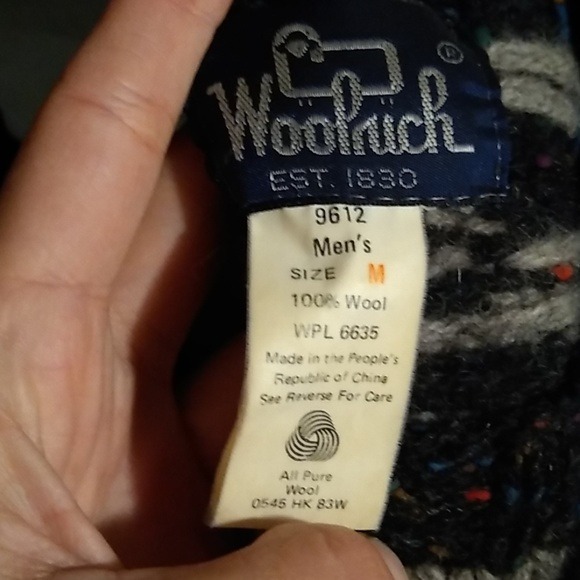 ®
Woolrich
EST. 1830
9612
Men's
SIZE M
100% Wool
WPL 6635
Made in the People's
Republic of China
See Reverse For Care
All Pure
Wool
0545 HK 83W